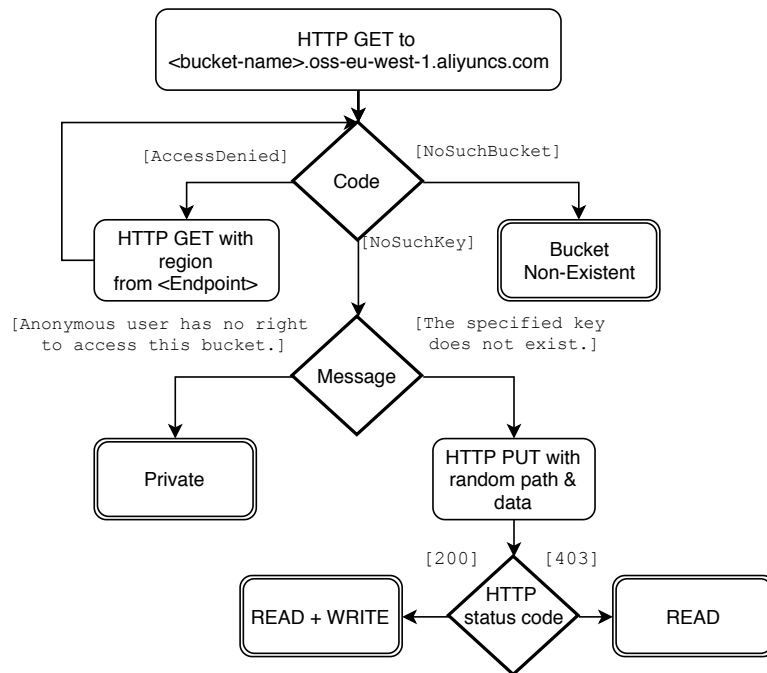 HTTP GET to
<bucket-name>.oss-eu-west-1.aliyuncs.com
[AccessDenied]
[NoSuchBucket]
Code
HTTP GET with
region
from <Endpoint>
[NoSuchKey]
Bucket
Non-Existent
[Anonymous user has no right
to access this bucket.]
[The specified key
does not exist.]
Message
Private
HTTP PUT with
random path &
data
[200]
[403]
HTTP
status code
READ + WRITE
READ